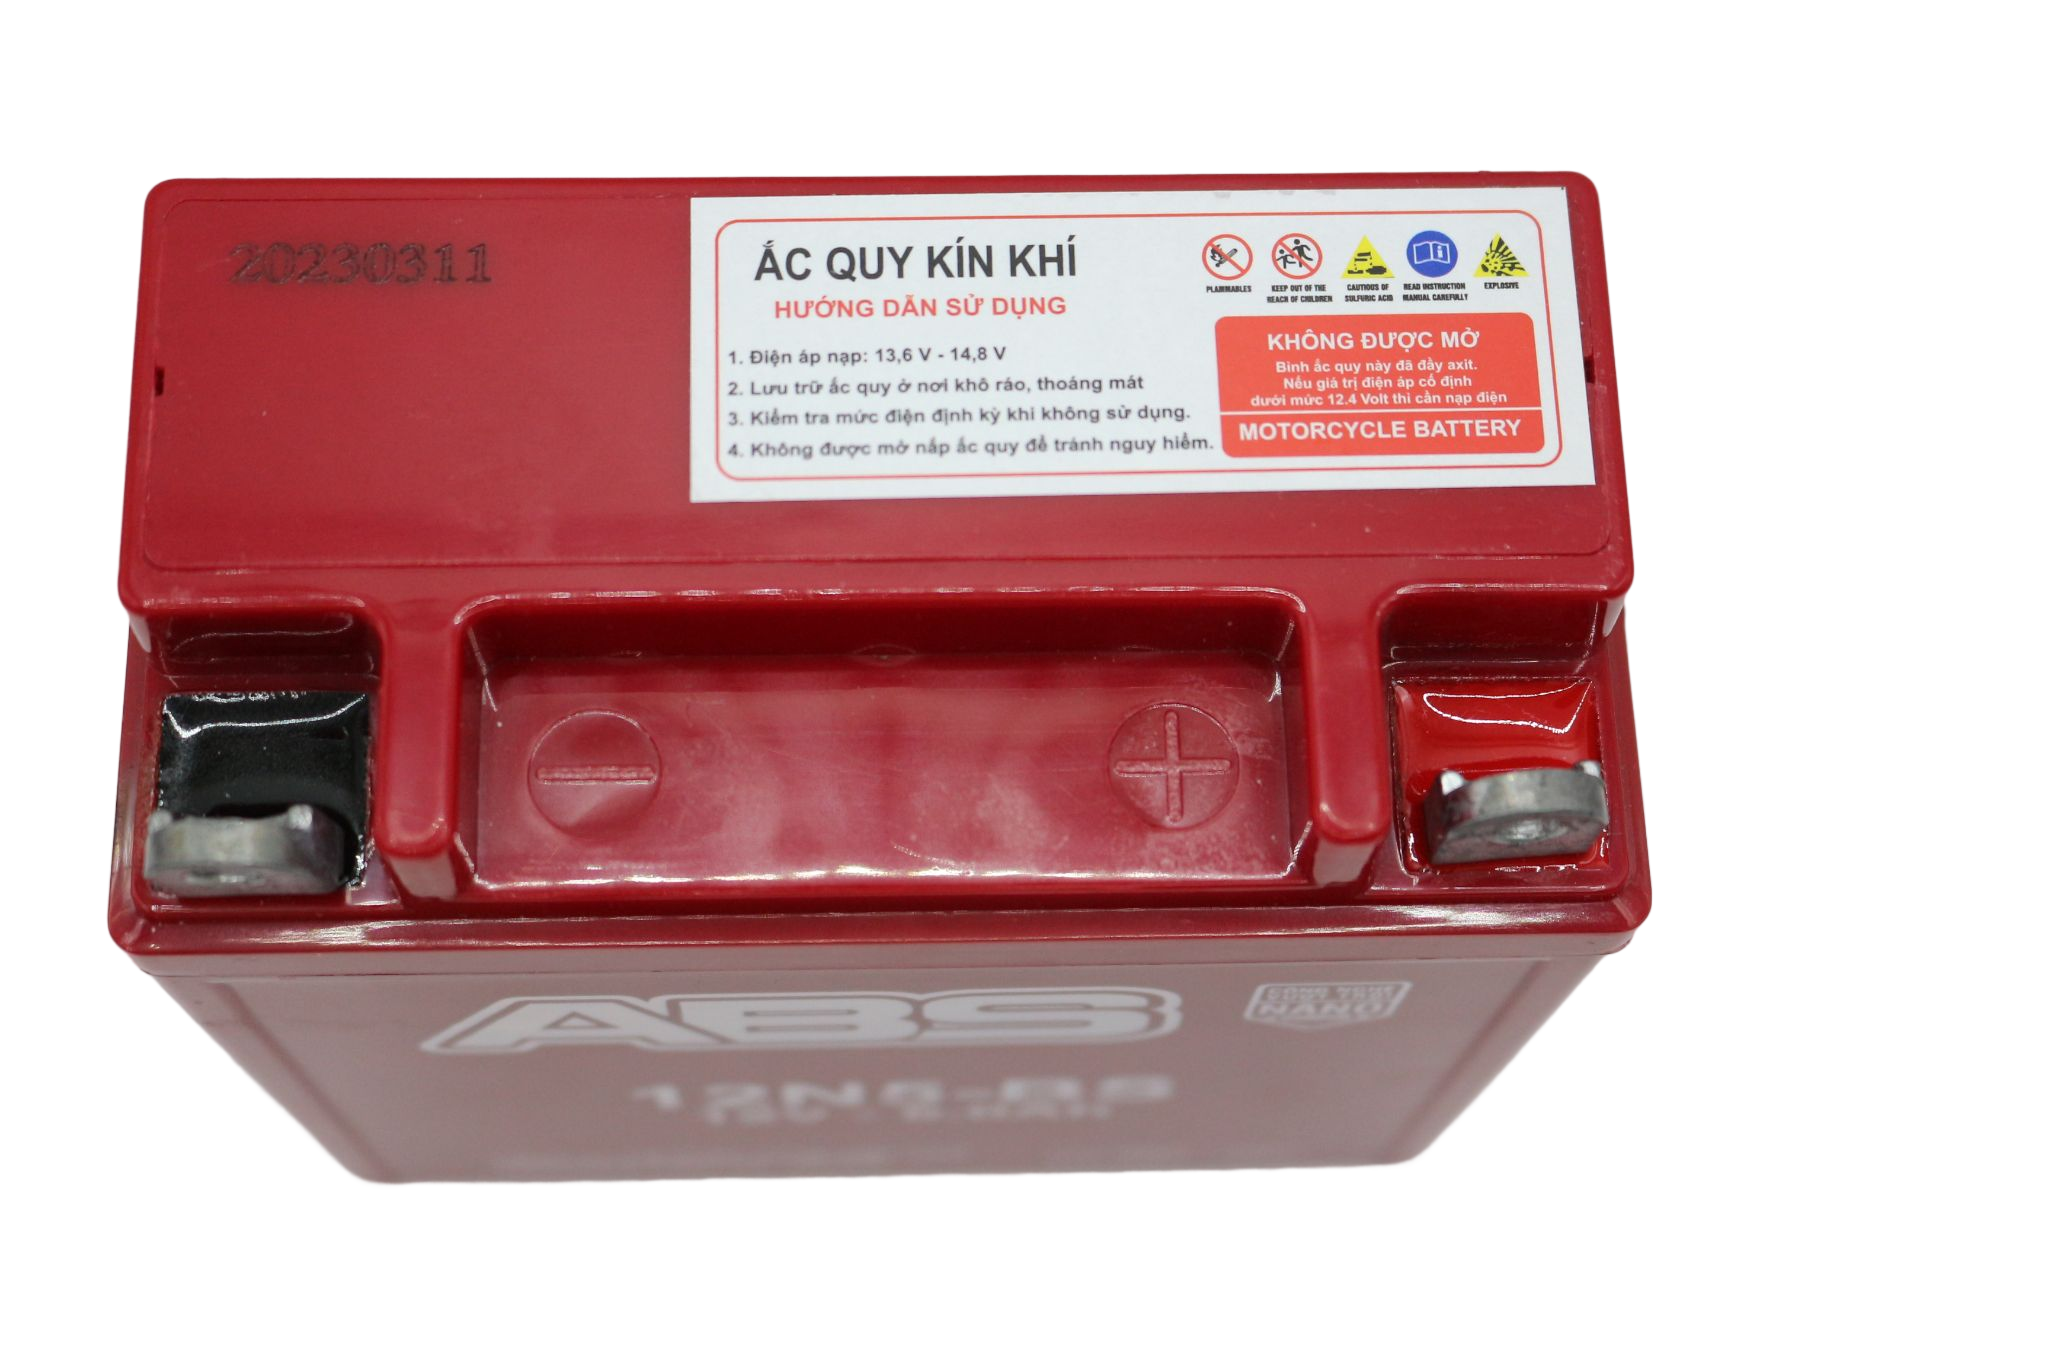 20230311
ẮC QUY KÍN KHÍ
HƯỚNG DẪN SỬ DỤNG
1. Điện áp nạp: 13,6 V - 14,8 V
2. Lưu trữ ắc quy ở nơi khô ráo, thoáng mát
3. Kiểm tra mức điện định kỳ khi không sử dụng.
4. Không được mở nắp ắc quy để tránh nguy hiểm.
PLAMMABLES
KEEP OUT OF THE
REACH OF CHILDREN
CAUTIOUS OF
SULFURIC ACID
READ INSTRUCTION
MANUAL CAREFULLY
EXPLOSIVE
KHÔNG ĐƯỢC MỞ
Bình ắc quy này đã đầy axit.
Nếu giá trị điện áp cố định
dưới mức 12.4 Volt thì cần nạp điện
MOTORCYCLE BATTERY
ABS
CÔNG NGHỆ
NANO